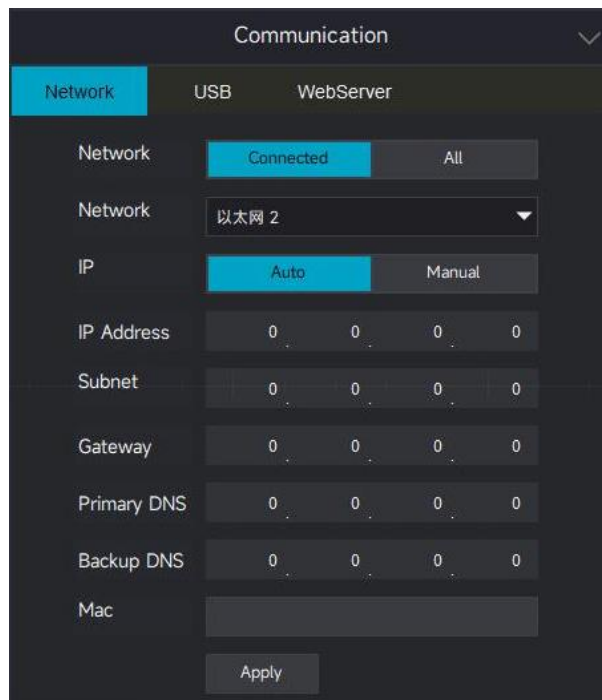 Communication
Network USB WebServer
Network Connected All
Network 以太网 2
IP Auto Manual
IP Address 0 . 0 . 0 . 0
Subnet 0 . 0 . 0 . 0
Gateway 0 . 0 . 0 . 0
Primary DNS 0 . 0 . 0 . 0
Backup DNS 0 . 0 . 0 . 0
Mac
Apply